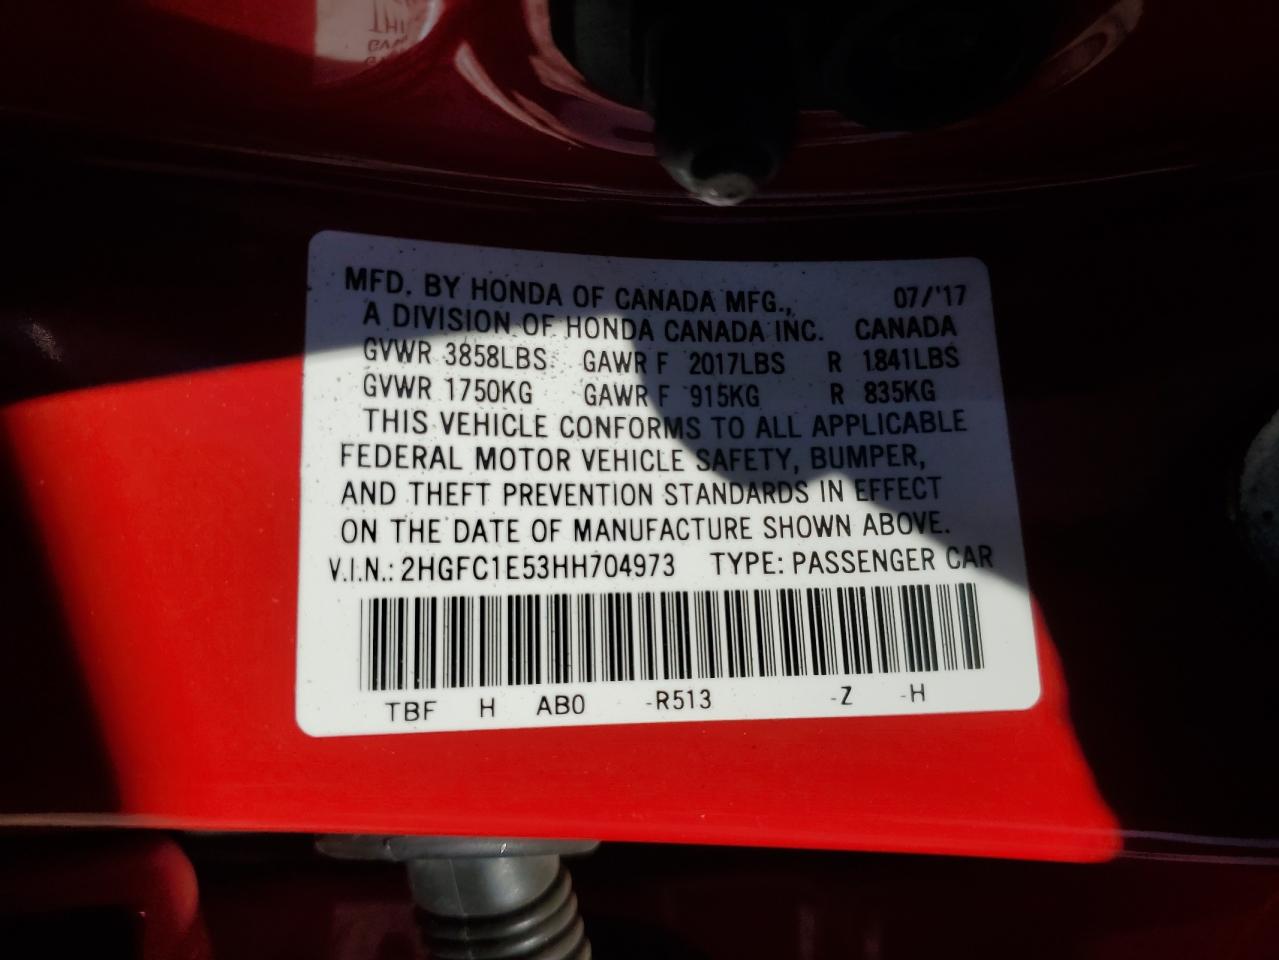 MFD. BY HONDA OF CANADA MFG., 07/'17
A DIVISION OF HONDA CANADA INC. CANADA
GVWR 3858LBS GAWR F 2017LBS R 1841LBS
GVWR 1750KG GAWR F 915KG R 835KG
THIS VEHICLE CONFORMS TO ALL APPLICABLE
FEDERAL MOTOR VEHICLE SAFETY, BUMPER,
AND THEFT PREVENTION STANDARDS IN EFFECT
ON THE DATE OF MANUFACTURE SHOWN ABOVE.
V.I.N.: 2HGFC1E53HH704973 TYPE: PASSENGER CAR
TBF H AB0 -R513 -Z -H